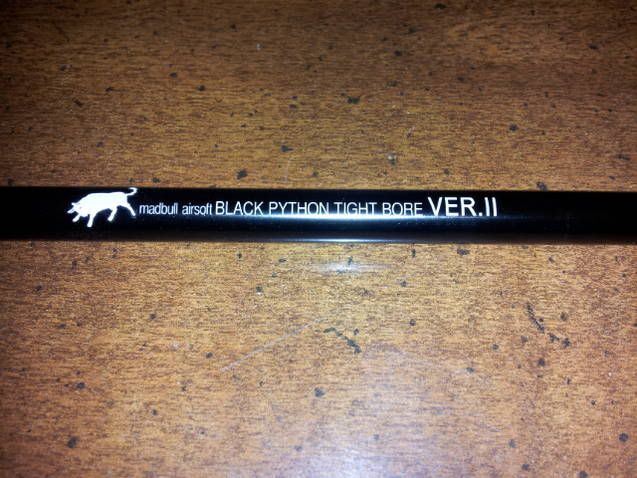 madbull airsoft BLACK PYTHON TIGHT BORE VER.II